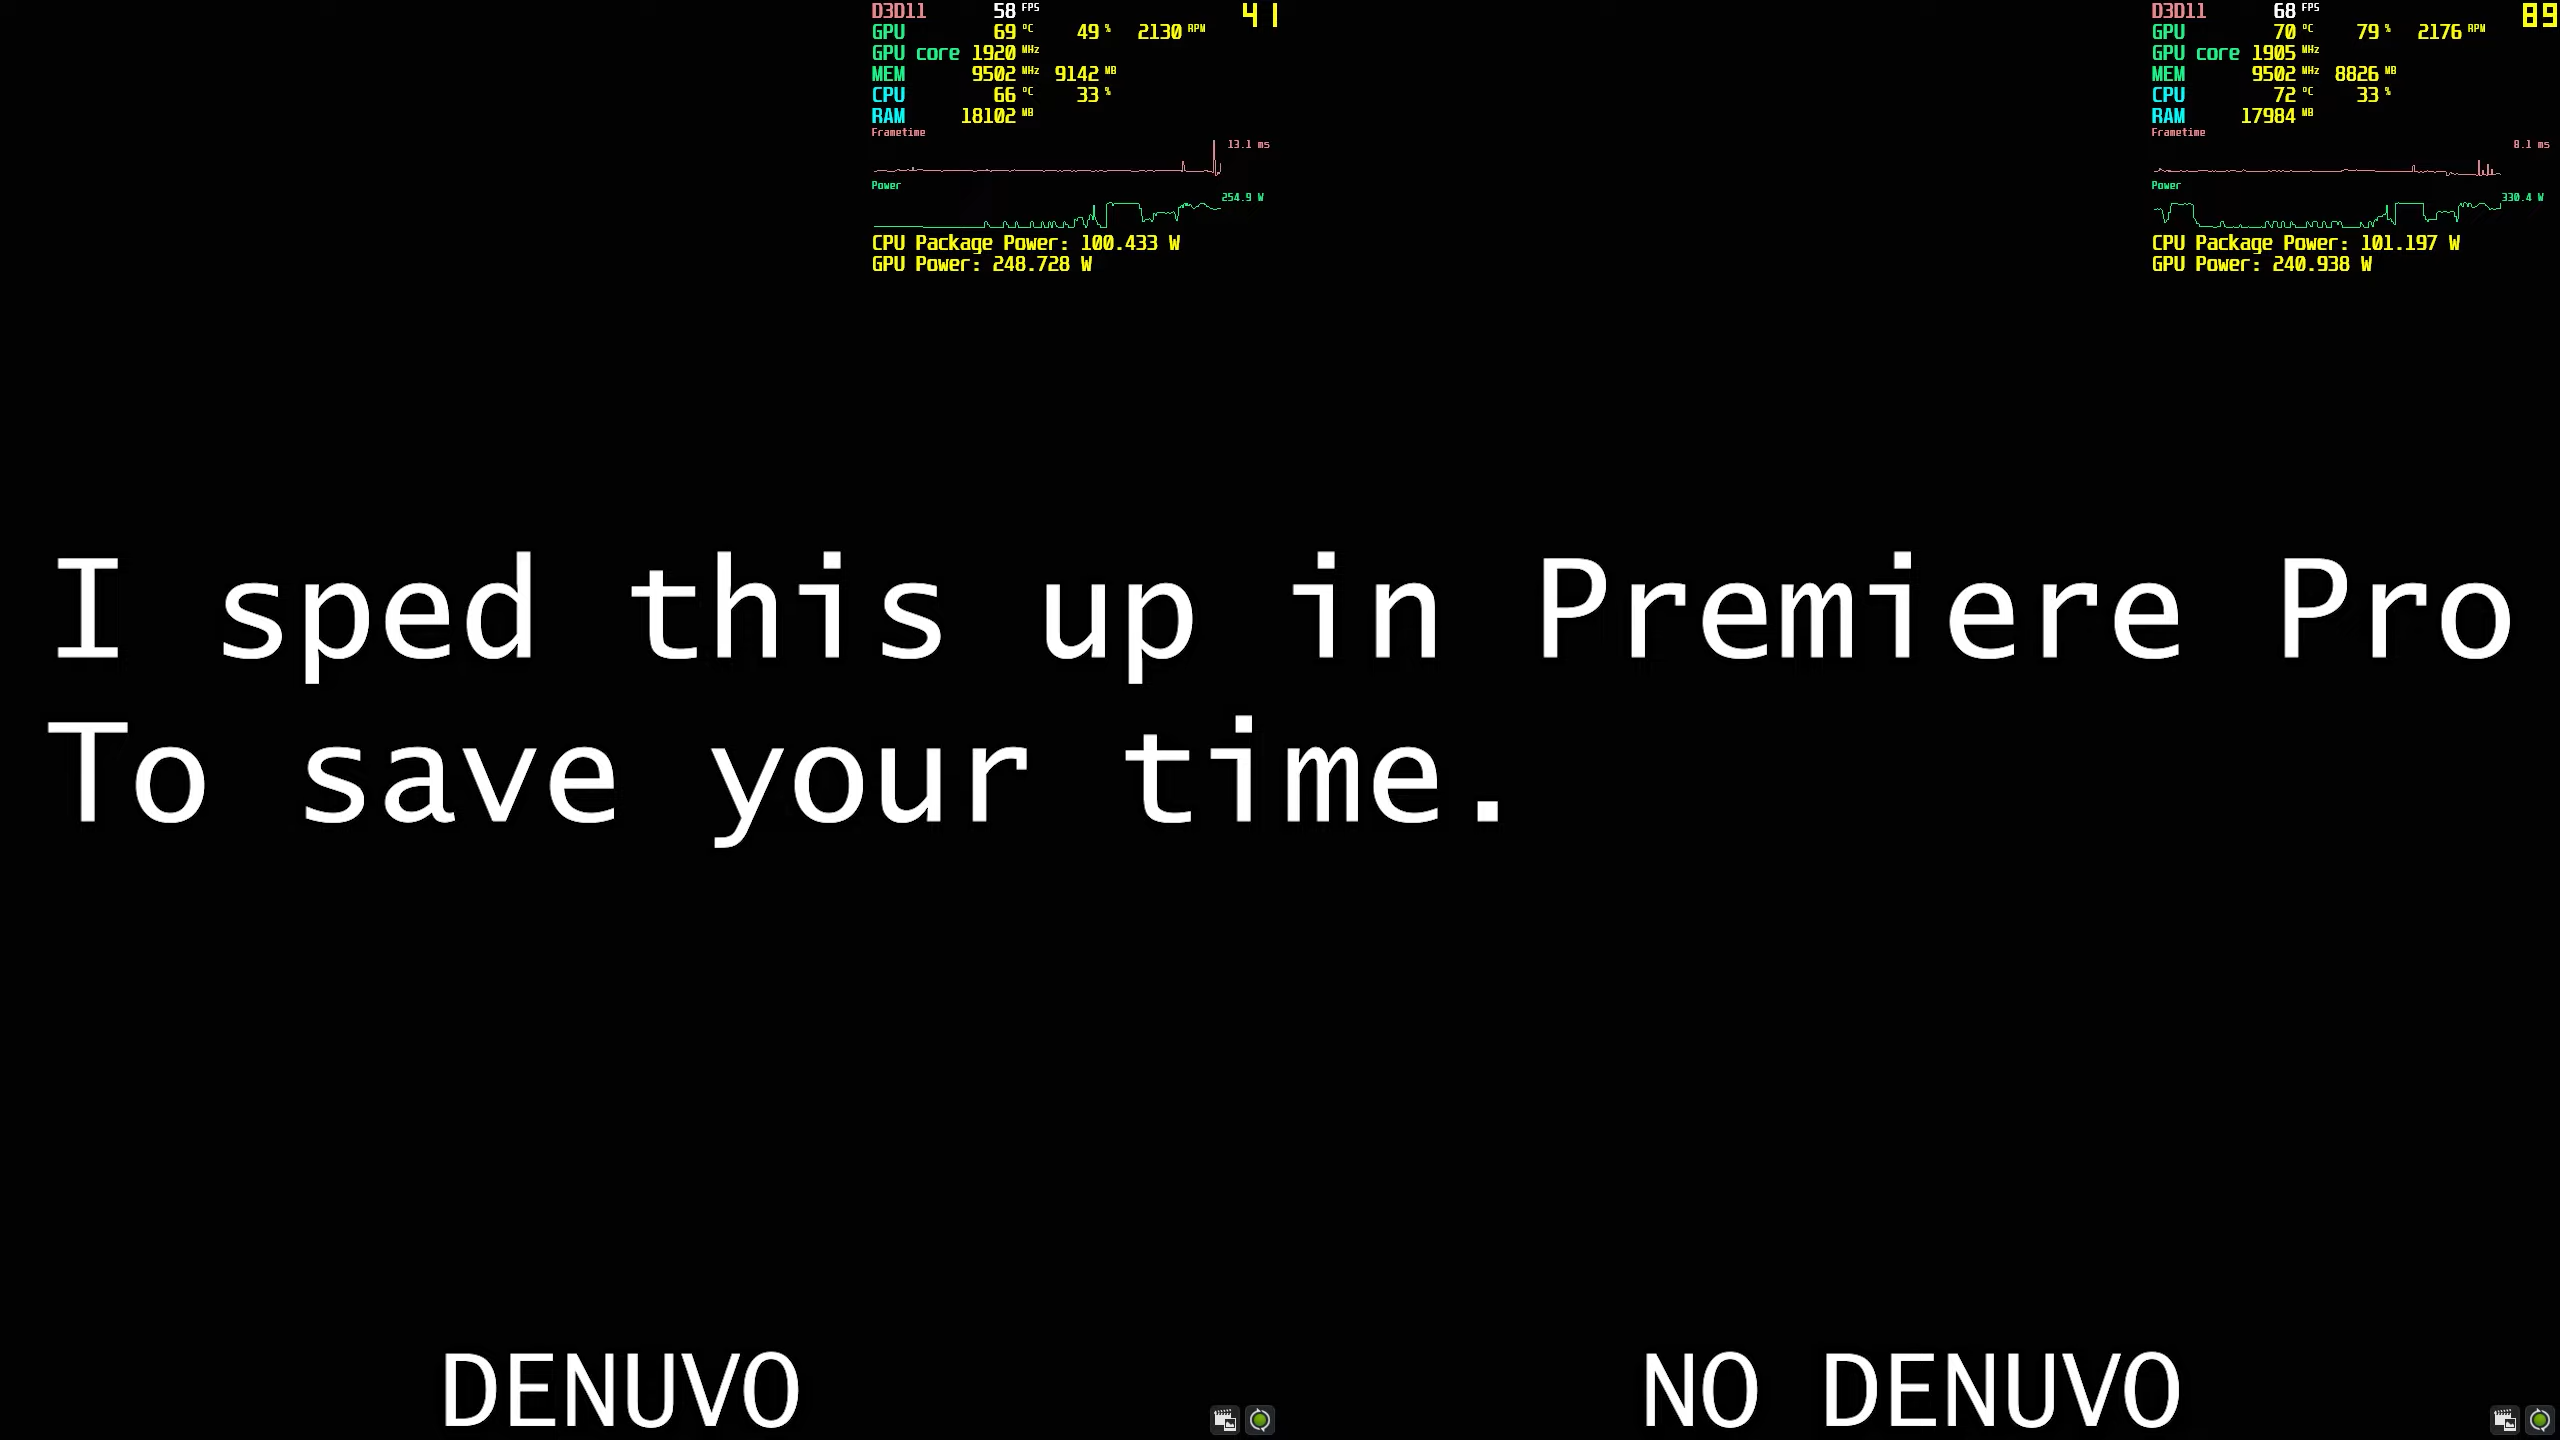 D3D11 58 FPS 41
GPU 69 °C 49 % 2130 RPM
GPU core 1920 MHz
MEM 9502 MHz 9142 MB
CPU 66 °C 33 %
RAM 18102 MB
Frametime
13.1 ms
Power
254.9 W
CPU Package Power: 100.433 W
GPU Power: 248.728 W
D3D11 68 FPS 89
GPU 70 °C 79 % 2176 RPM
GPU core 1905 MHz
MEM 9502 MHz 8826 MB
CPU 72 °C 33 %
RAM 17984 MB
Frametime
8.1 ms
Power
330.4 W
CPU Package Power: 101.197 W
GPU Power: 240.938 W
I sped this up in Premiere Pro
To save your time.
DENUVO
NO DENUVO